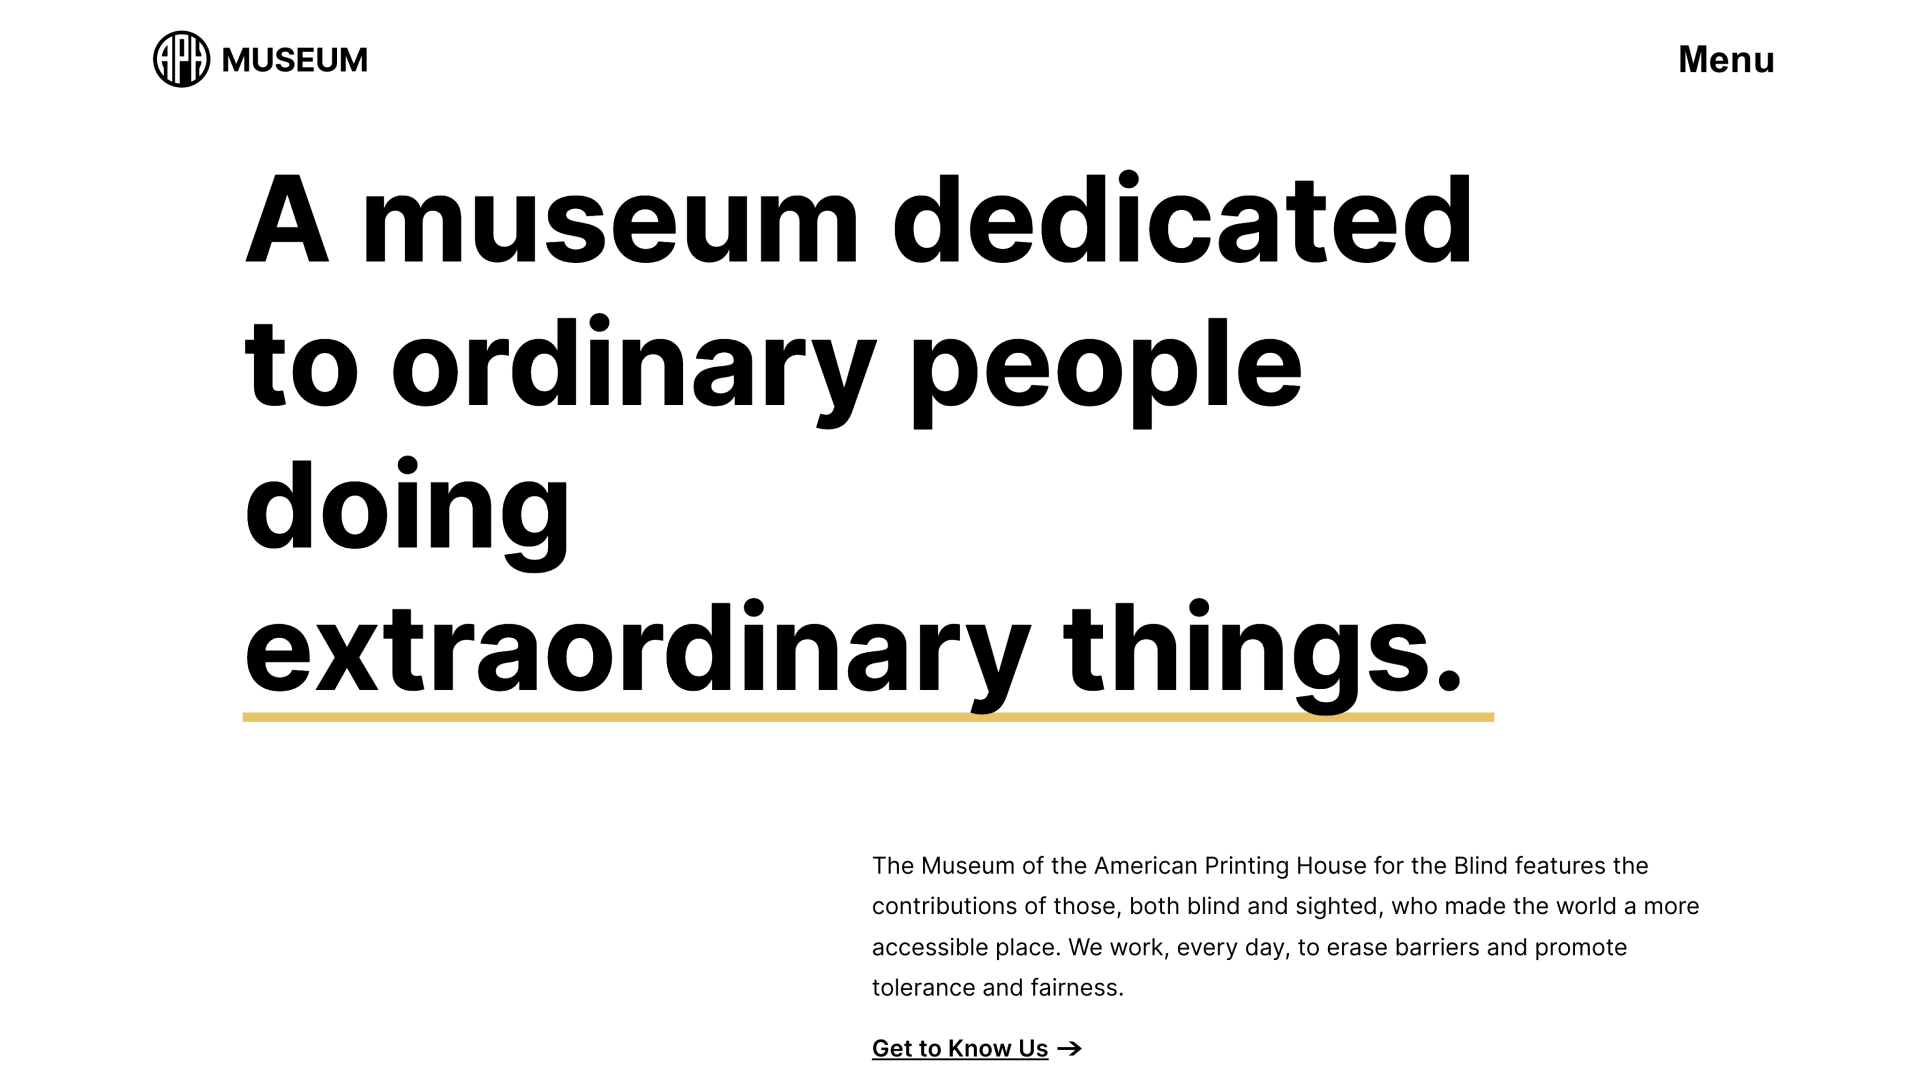 APH MUSEUM
Menu
A museum dedicated
to ordinary people
doing
extraordinary things.
The Museum of the American Printing House for the Blind features the
contributions of those, both blind and sighted, who made the world a more
accessible place. We work, every day, to erase barriers and promote
tolerance and fairness.
Get to Know Us →